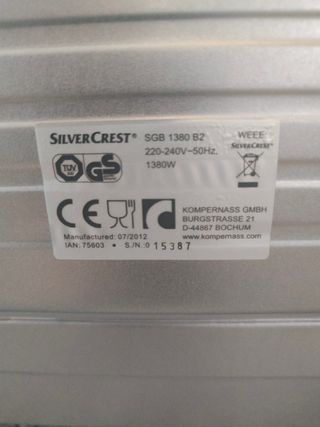 SILVERCREST® SGB 1380 B2 WEEE
220-240V~50Hz. SILVERCREST®
1380W
TÜV GS
CE
KOMPERNASS GMBH
BURGSTRASSE 21
D-44867 BOCHUM
www.kompernass.com
Manufactured: 07/2012
IAN: 75603 • S./N.:0 15387